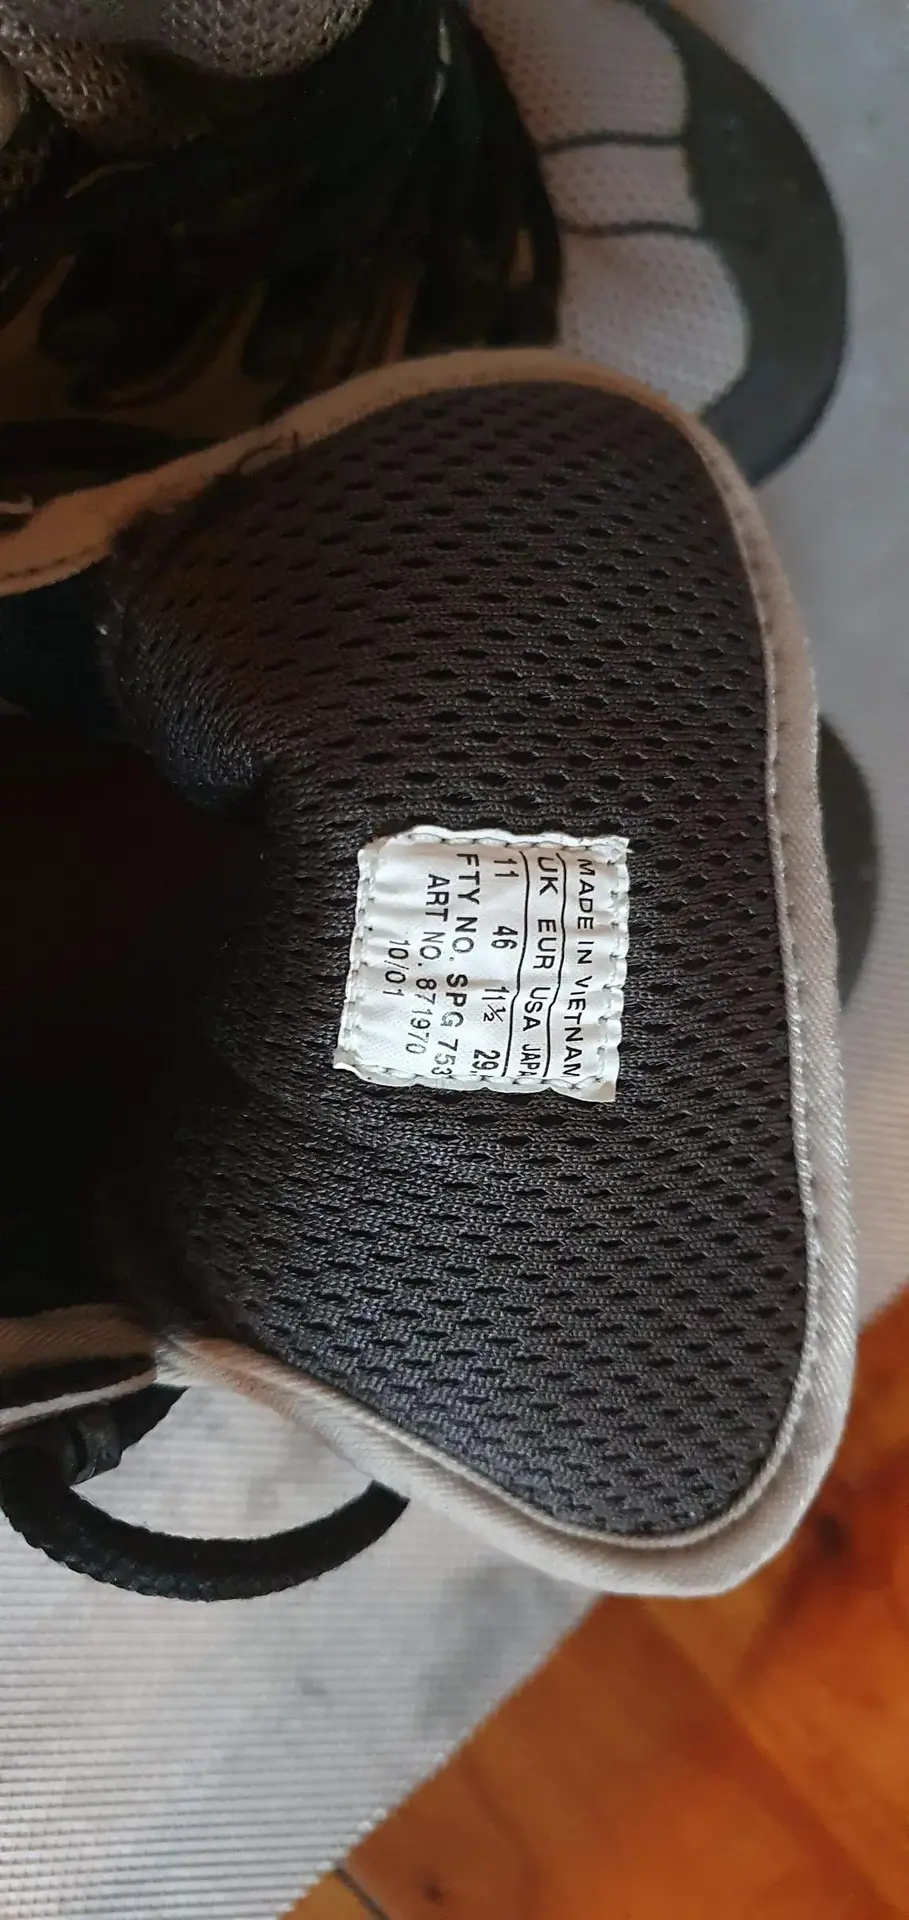 MADE IN VIETNAM
UK EUR USA JAPA
11 46 11½ 29.
FTY NO. SPG 753
ART NO. 871970
10/01